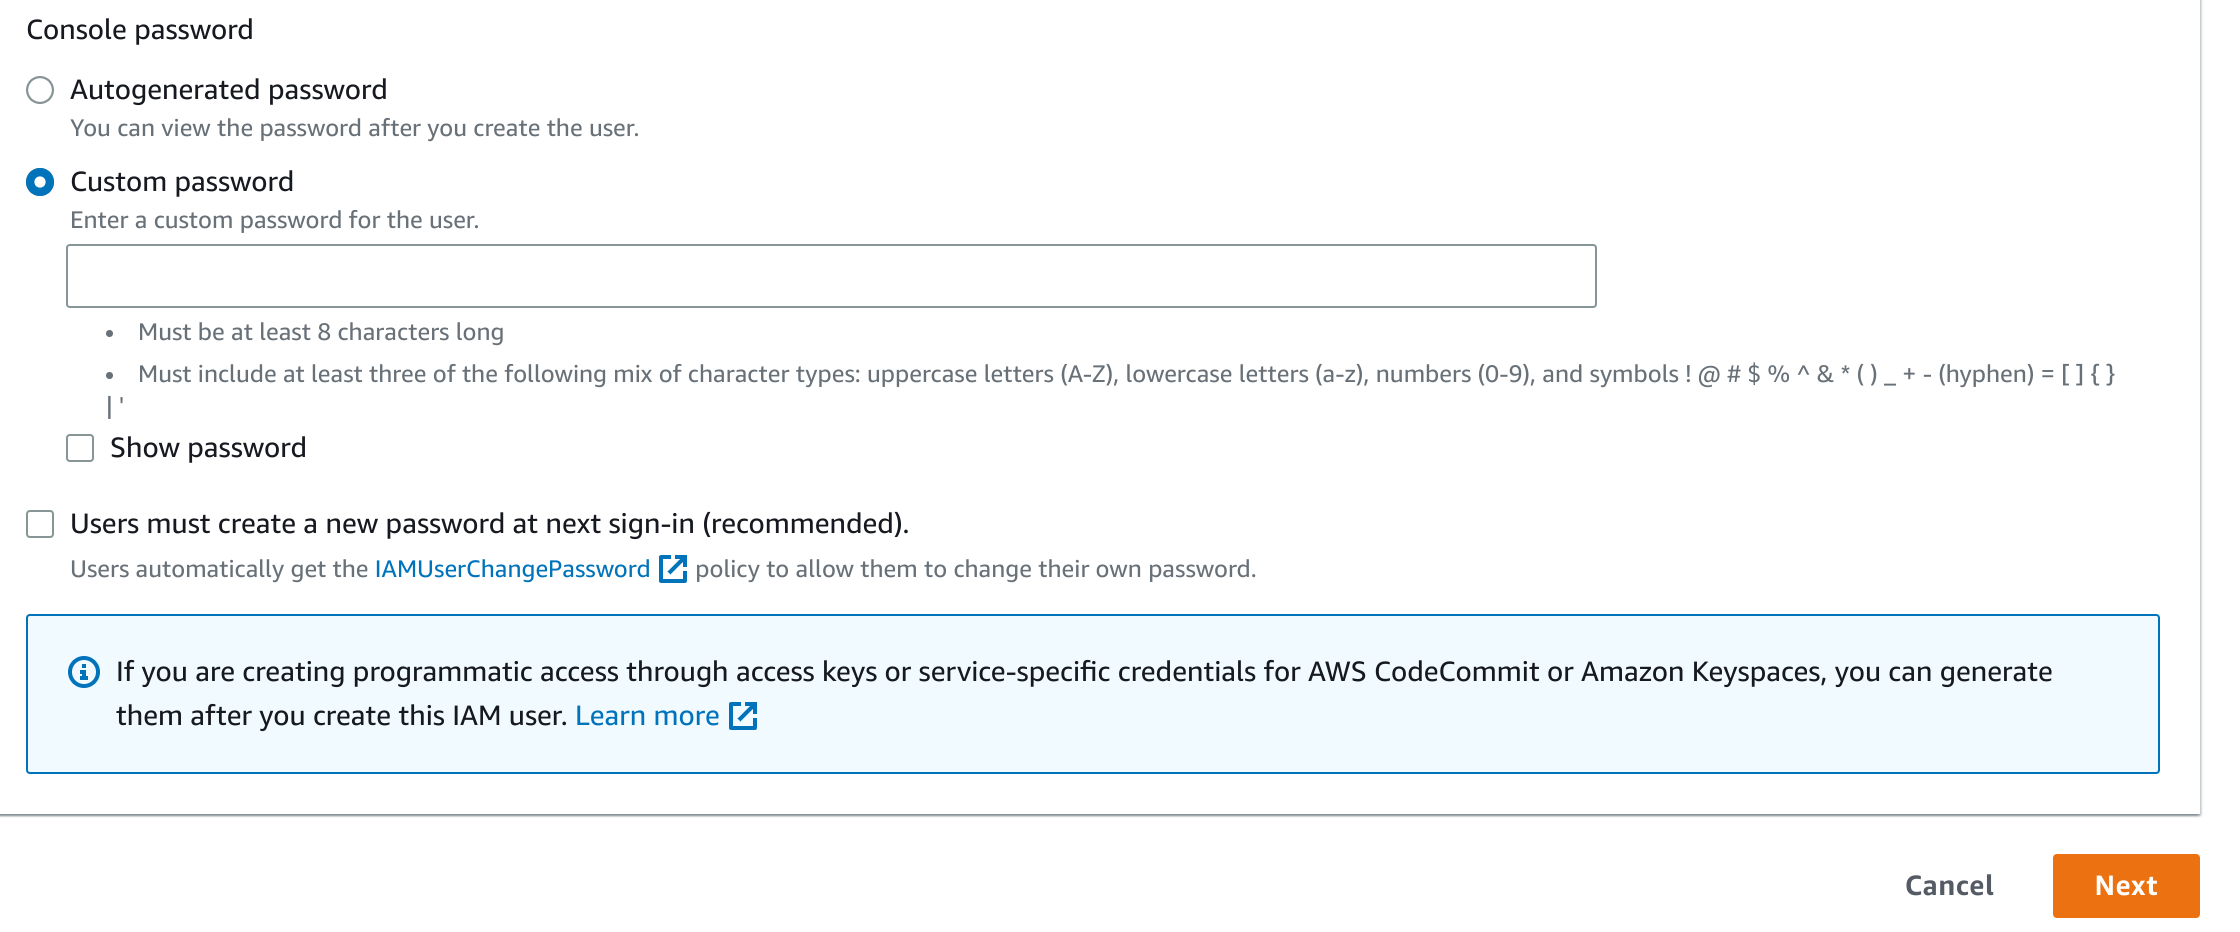 Console password
Autogenerated password
You can view the password after you create the user.
Custom password
Enter a custom password for the user.
• Must be at least 8 characters long
• Must include at least three of the following mix of character types: uppercase letters (A-Z), lowercase letters (a-z), numbers (0-9), and symbols ! @ # $ % ^ & * ( ) _ + - (hyphen) = [ ] { }
| '
Show password
Users must create a new password at next sign-in (recommended).
Users automatically get the IAMUserChangePassword policy to allow them to change their own password.
If you are creating programmatic access through access keys or service-specific credentials for AWS CodeCommit or Amazon Keyspaces, you can generate
them after you create this IAM user. Learn more
Cancel
Next